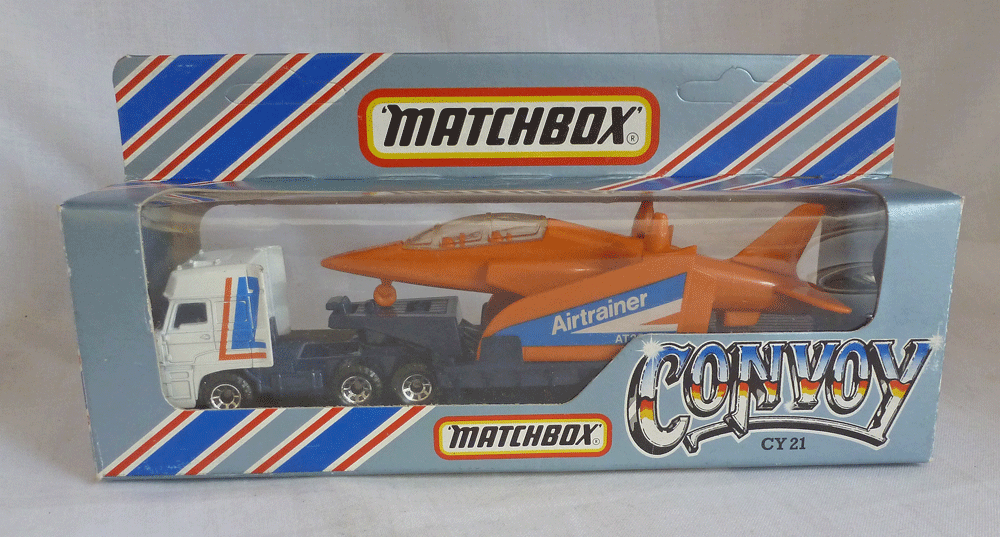 'MATCHBOX'®
Airtrainer
'MATCHBOX'®
CONVOY
CY 21